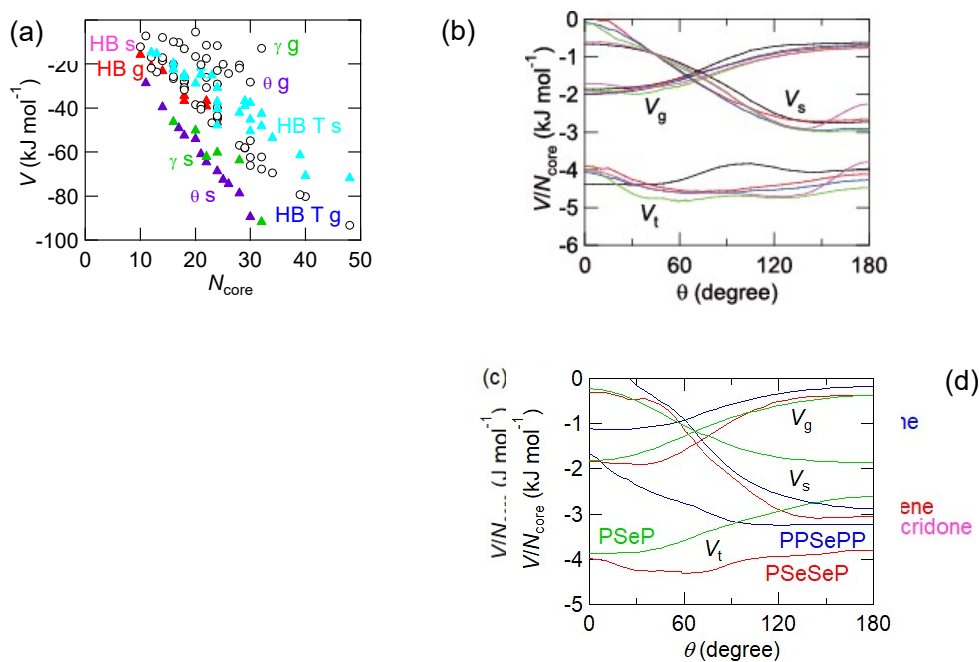 (a)
HB s
HB g
γ g
θ g
HB T s
γ s
θ s
HB T g
V (kJ mol-1)
-20
-40
-60
-80
-100
0
10
20
30
40
50
Ncore
(b)
0
-1
-2
-3
-4
-5
-6
V/Ncore (kJ mol-1)
Vg
Vs
Vt
0
60
120
180
θ (degree)
(c)
V/Ncore (J mol-1)
V/Ncore (kJ mol-1)
0
-1
-2
-3
-4
-5
Vg
Vs
PSeP
Vt
PPSePP
PSeSeP
0
60
120
180
θ (degree)
(d)
ne
ene
cridone